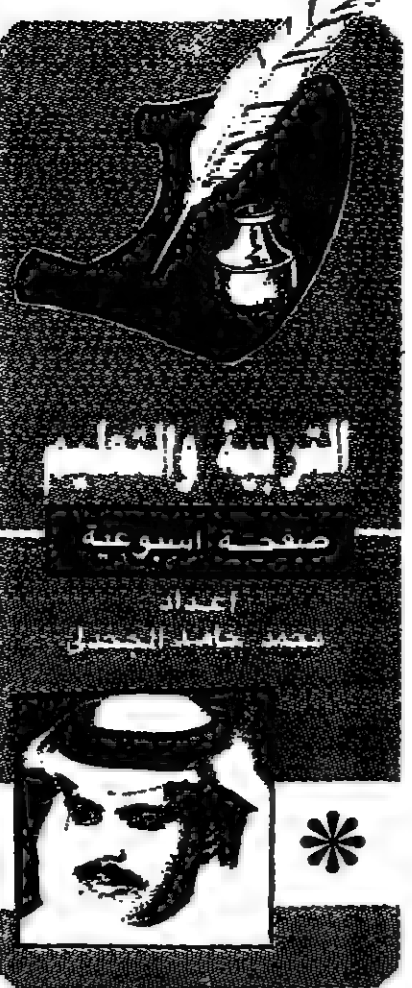 التربية والتعليم
صفحة اسبوعية
اعداد
محمد حامد الجحدلي